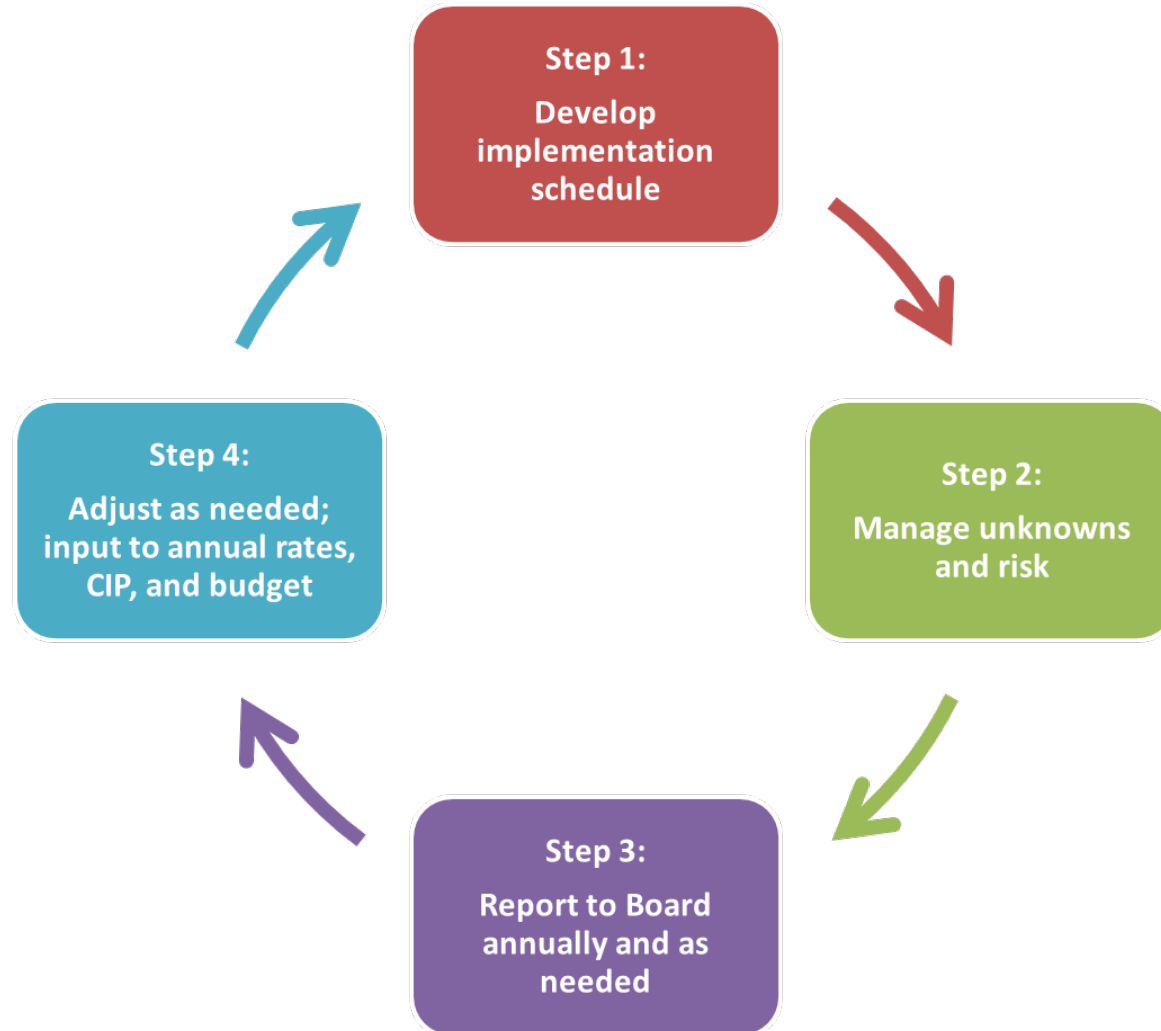 Step 1:
Develop
implementation
schedule
Step 2:
Manage unknowns
and risk
Step 3:
Report to Board
annually and as
needed
Step 4:
Adjust as needed;
input to annual rates,
CIP, and budget